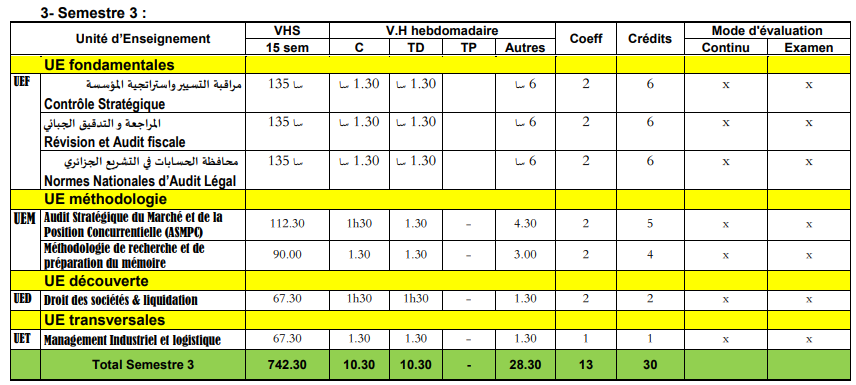 3- Semestre 3 :
Unité d'Enseignement VHS V.H hebdomadaire Coeff Crédits Mode d'évaluation
15 sem C TD TP Autres Continu Examen
UE fondamentales
UEF مراقبة التسيير واستراتجية المؤسسة 135 سا 1.30 سا 1.30 سا 6 سا 2 6 x x
Contrôle Stratégique
المراجعة و التدقيق الجبائي 135 سا 1.30 سا 1.30 سا 6 سا 2 6 x x
Révision et Audit fiscale
محافظة الحسابات في التشريع الجزائري 135 سا 1.30 سا 1.30 سا 6 سا 2 6 x x
Normes Nationales d'Audit Légal
UE méthodologie
UEM Audit Stratégique du Marché et de la 112.30 1h30 1.30 - 4.30 2 5 x x
Position Concurrentielle (ASMPC)
Méthodologie de recherche et de 90.00 1.30 1.30 - 3.00 2 4 x x
préparation du mémoire
UE découverte
UED Droit des sociétés & liquidation 67.30 1h30 1h30 - 1.30 2 2 x x
UE transversales
UET Management Industriel et logistique 67.30 1.30 1.30 - 1.30 1 1 x x
Total Semestre 3 742.30 10.30 10.30 - 28.30 13 30